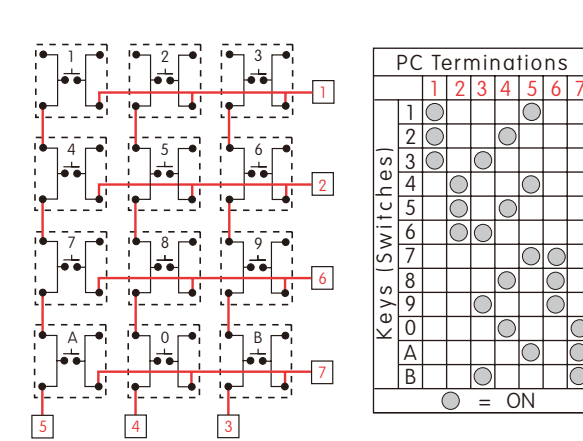 1 2 3
1
4 5 6
2
7 8 9
6
A 0 B
7
5 4 3
PC Terminations
1 2 3 4 5 6 7
Keys (Switches)
1
2
3
4
5
6
7
8
9
0
A
B
= ON